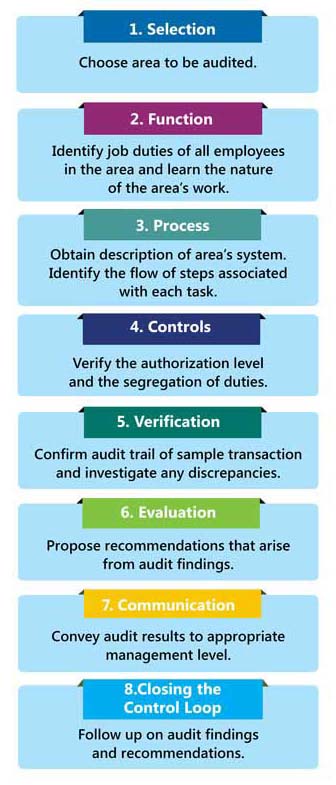 1. Selection
Choose area to be audited.
2. Function
Identify job duties of all employees
in the area and learn the nature
of the area's work.
3. Process
Obtain description of area's system.
Identify the flow of steps associated
with each task.
4. Controls
Verify the authorization level
and the segregation of duties.
5. Verification
Confirm audit trail of sample transaction
and investigate any discrepancies.
6. Evaluation
Propose recommendations that arise
from audit findings.
7. Communication
Convey audit results to appropriate
management level.
8.Closing the
Control Loop
Follow up on audit findings
and recommendations.